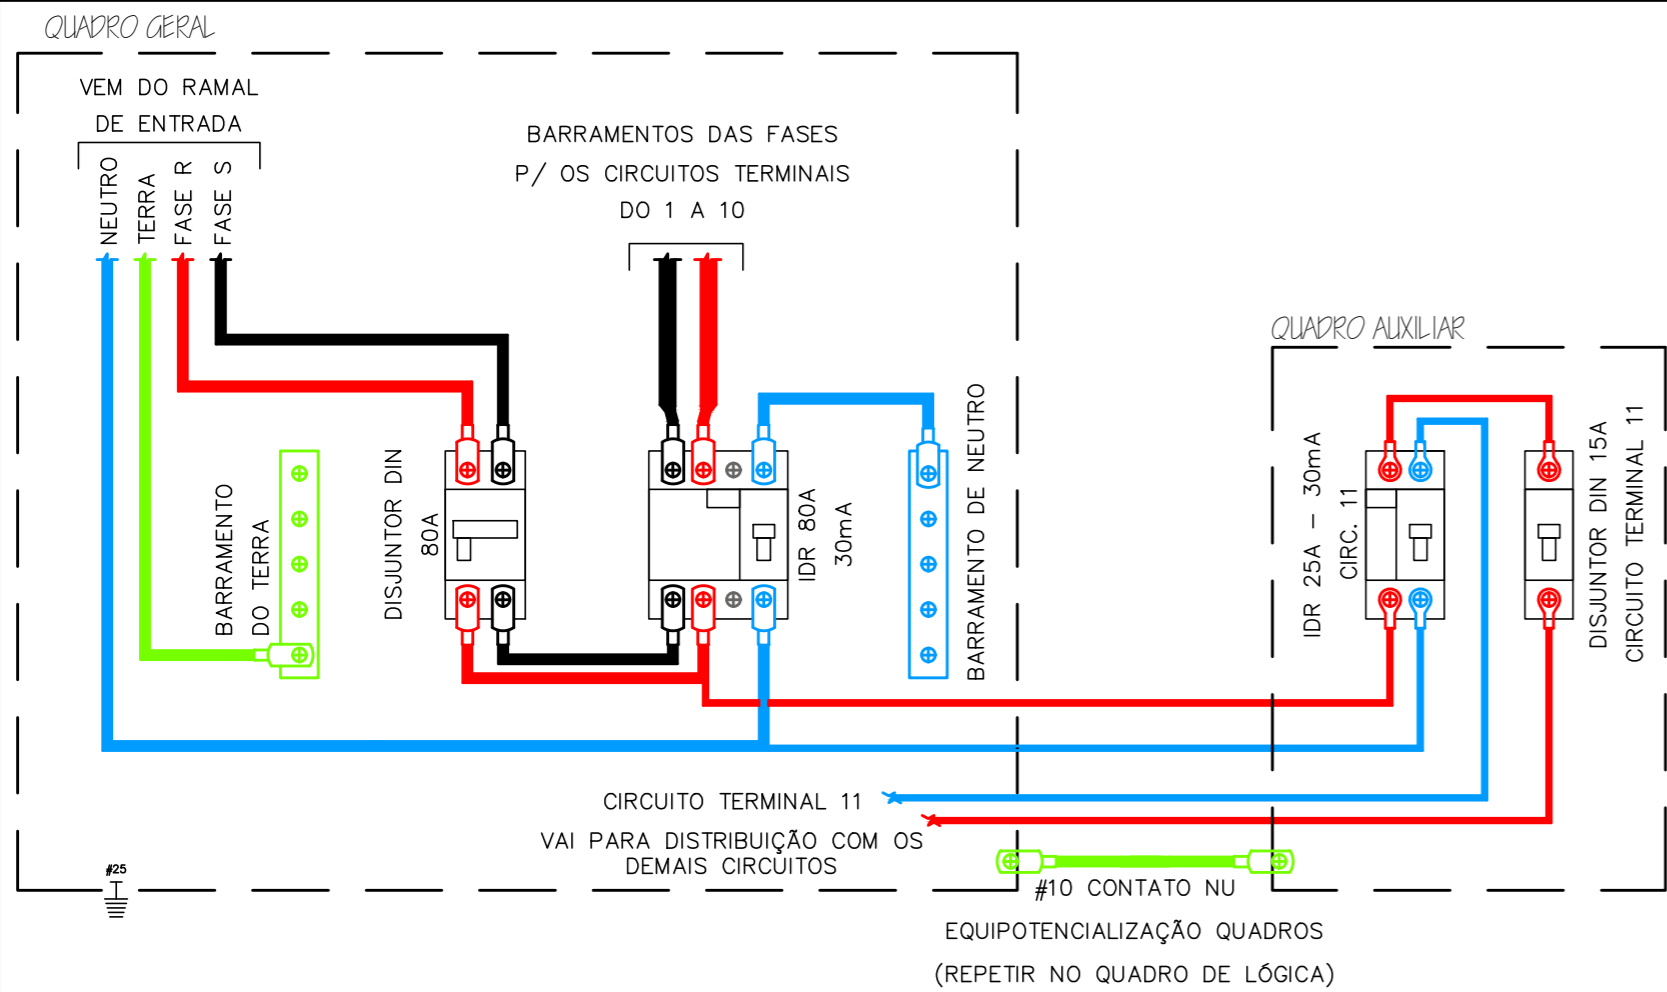 QUADRO GERAL
VEM DO RAMAL
DE ENTRADA
NEUTRO
TERRA
FASE R
FASE S
BARRAMENTOS DAS FASES
P/ OS CIRCUITOS TERMINAIS
DO 1 A 10
BARRAMENTO
DO TERRA
DISJUNTOR DIN
80A
IDR 80A
30mA
BARRAMENTO DE NEUTRO
QUADRO AUXILIAR
IDR 25A - 30mA
CIRC. 11
DISJUNTOR DIN 15A
CIRCUITO TERMINAL 11
CIRCUITO TERMINAL 11
VAI PARA DISTRIBUIÇÃO COM OS
DEMAIS CIRCUITOS
#25
#10 CONTATO NU
EQUIPOTENCIALIZAÇÃO QUADROS
(REPETIR NO QUADRO DE LÓGICA)